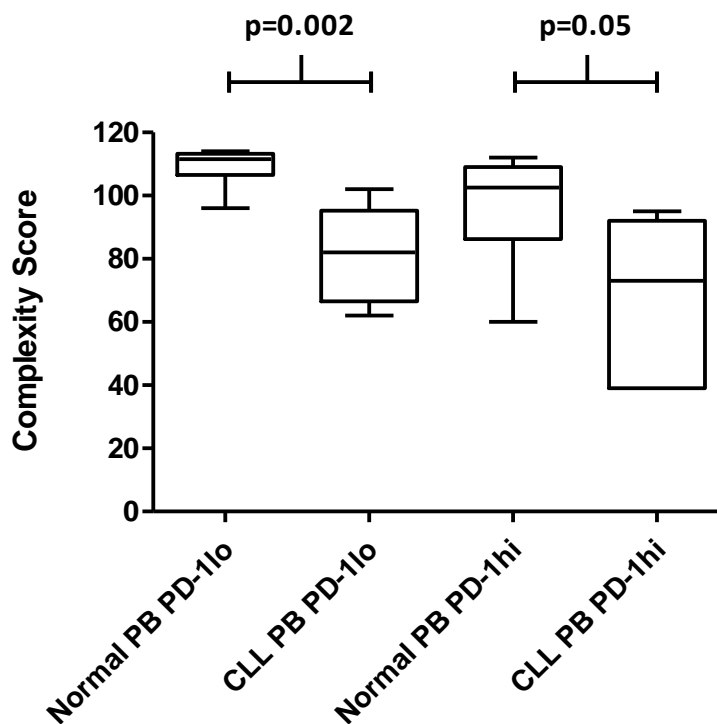 p=0.002
p=0.05
Complexity Score
120
100
80
60
40
20
0
Normal PB PD-1lo
CLL PB PD-1lo
Normal PB PD-1hi
CLL PB PD-1hi